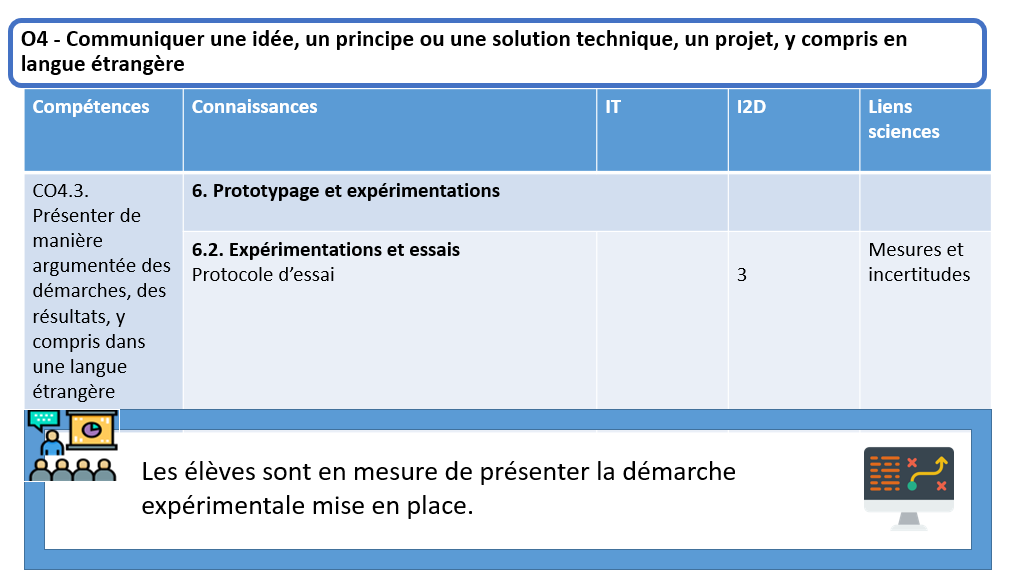 O4 - Communiquer une idée, un principe ou une solution technique, un projet, y compris en
langue étrangère
Compétences
Connaissances
IT
I2D
Liens
sciences
CO4.3.
Présenter de
manière
argumentée des
démarches, des
résultats, y
compris dans
une langue
étrangère
6. Prototypage et expérimentations
6.2. Expérimentations et essais
Protocole d’essai
3
Mesures et
incertitudes
Les élèves sont en mesure de présenter la démarche
expérimentale mise en place.